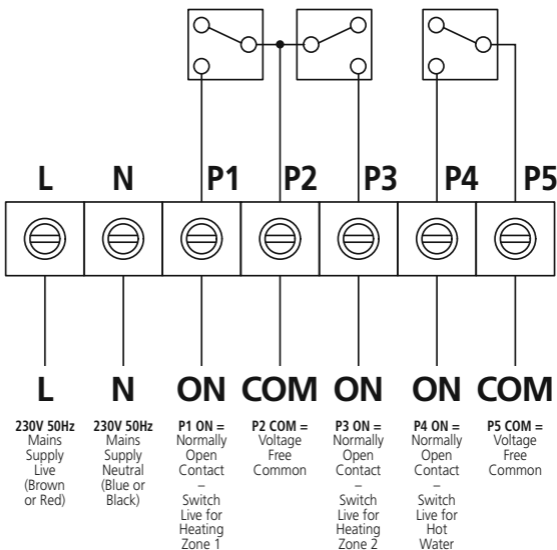 L N P1 P2 P3 P4 P5
L N ON COM ON ON COM
230V 50Hz
Mains
Supply
Live
(Brown
or Red)
230V 50Hz
Mains
Supply
Neutral
(Blue or
Black)
P1 ON =
Normally
Open
Contact
–
Switch
Live for
Heating
Zone 1
P2 COM =
Voltage
Free
Common
P3 ON =
Normally
Open
Contact
–
Switch
Live for
Heating
Zone 2
P4 ON =
Normally
Open
Contact
–
Switch
Live for
Hot
Water
P5 COM =
Voltage
Free
Common